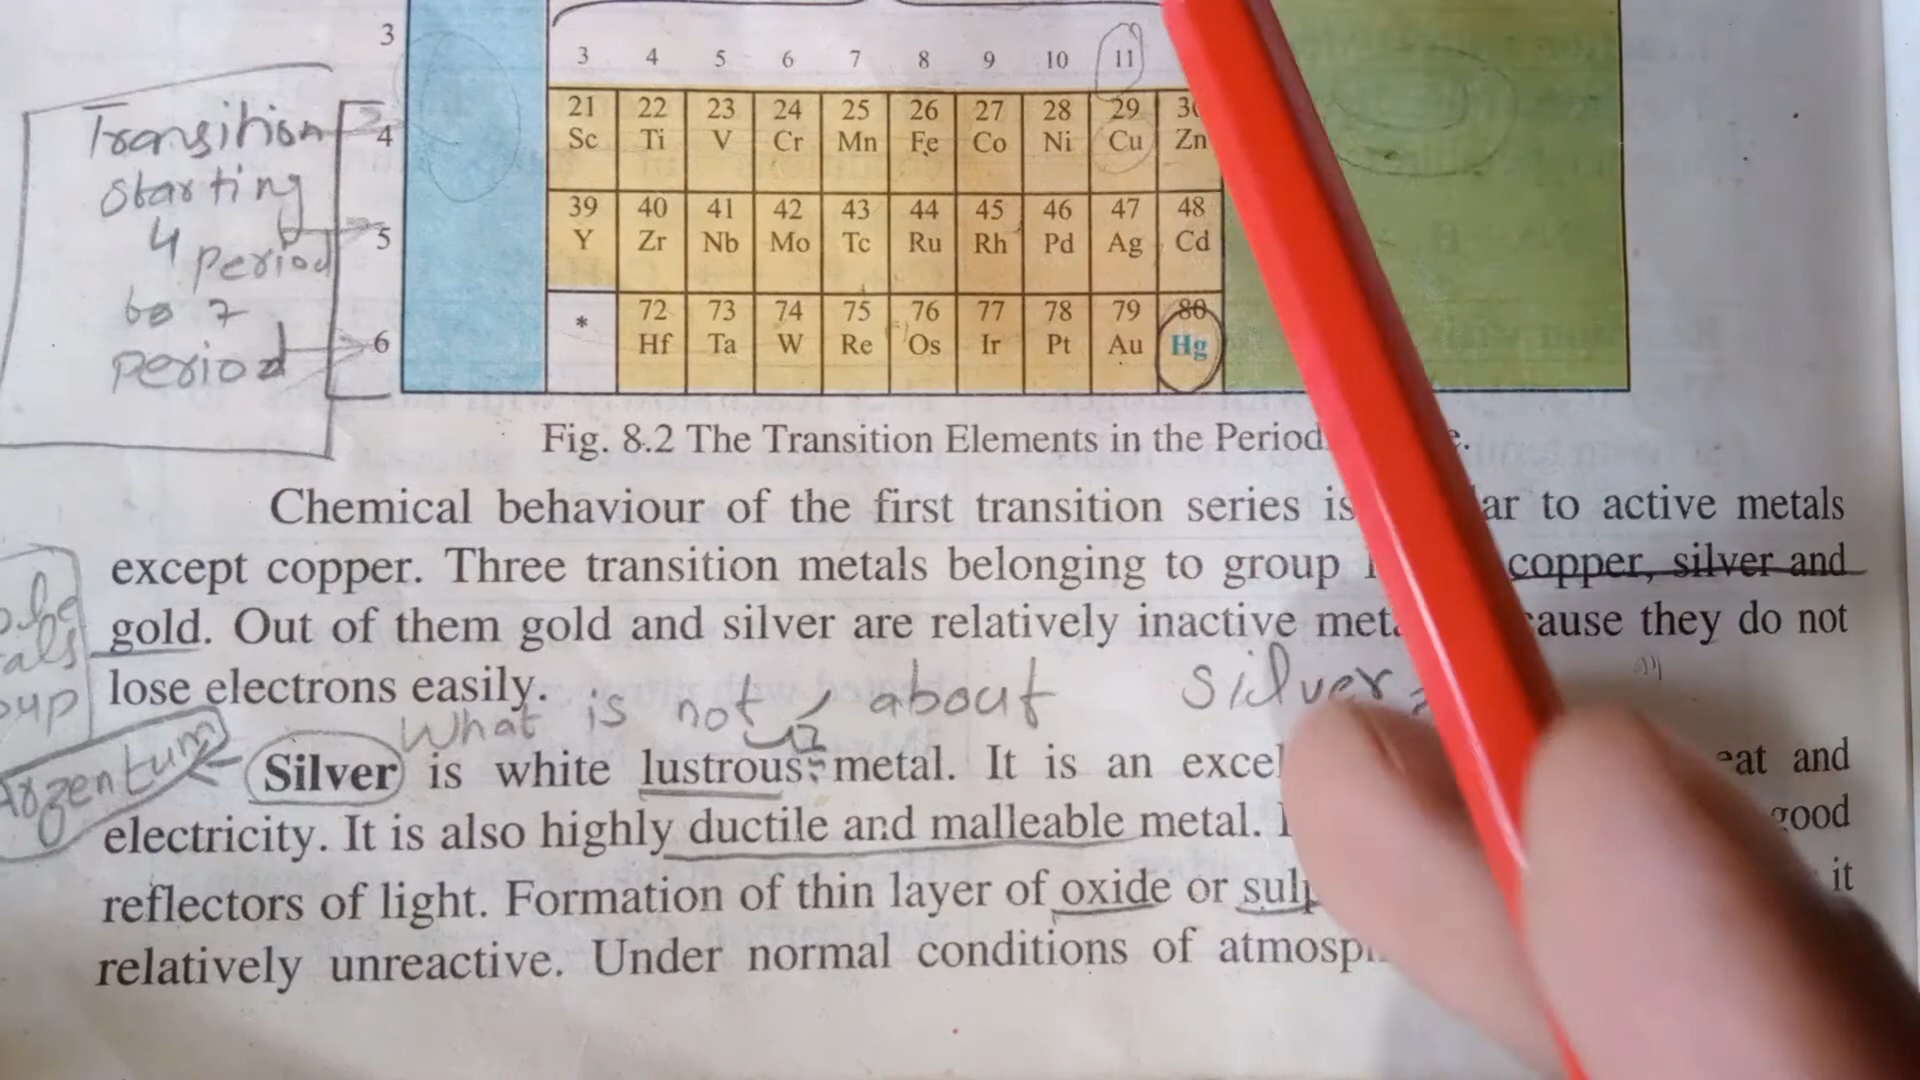 3
3 4 5 6 7 8 9 10 11
Transition
starting
4 period
to 7
period
4
21 22 23 24 25 26 27 28 29
Sc Ti V Cr Mn Fe Co Ni Cu Zn
5
39 40 41 42 43 44 45 46 47 48
Y Zr Nb Mo Tc Ru Rh Pd Ag Cd
6
72 73 74 75 76 77 78 79 80
* Hf Ta W Re Os Ir Pt Au Hg
Fig. 8.2 The Transition Elements in the
Chemical behaviour of the first transition series is to active metals
except copper. Three transition metals belonging to group copper, silver and
gold. Out of them gold and silver are relatively inactive they do not
lose electrons easily.
What is not about silver
Argentum
Silver is white lustrous metal. It is an and
electricity. It is also highly ductile and malleable metal. good
reflectors of light. Formation of thin layer of oxide or it
relatively unreactive. Under normal conditions of